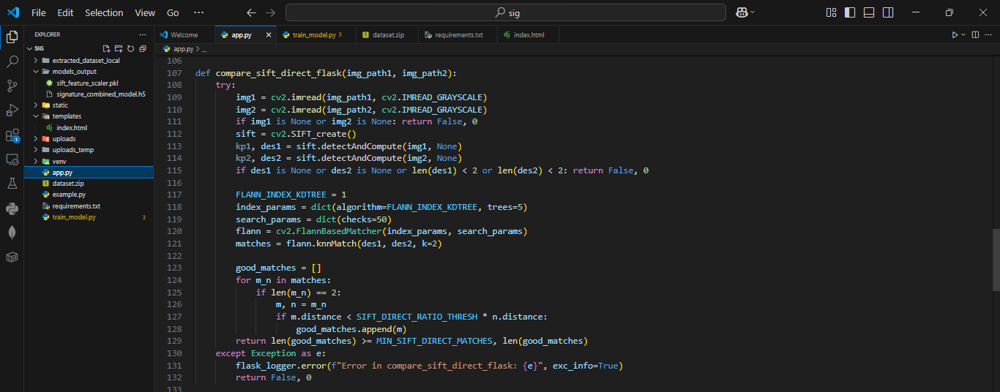 File Edit Selection View Go ··· sig
EXPLORER ···
Welcome app.py train_model.py 3 dataset.zip requirements.txt index.html
SIG
app.py > ...
extracted_dataset_local
models_output
sift_feature_scaler.pkl
signature_combined_model.h5
static
templates
index.html
uploads
uploads_temp
venv
app.py
dataset.zip
example.py
requirements.txt
train_model.py 3
1
106
107 def compare_sift_direct_flask(img_path1, img_path2):
108     try:
109         img1 = cv2.imread(img_path1, cv2.IMREAD_GRAYSCALE)
110         img2 = cv2.imread(img_path2, cv2.IMREAD_GRAYSCALE)
111         if img1 is None or img2 is None: return False, 0
112         sift = cv2.SIFT_create()
113         kp1, des1 = sift.detectAndCompute(img1, None)
114         kp2, des2 = sift.detectAndCompute(img2, None)
115         if des1 is None or des2 is None or len(des1) < 2 or len(des2) < 2: return False, 0
116
117         FLANN_INDEX_KDTREE = 1
118         index_params = dict(algorithm=FLANN_INDEX_KDTREE, trees=5)
119         search_params = dict(checks=50)
120         flann = cv2.FlannBasedMatcher(index_params, search_params)
121         matches = flann.knnMatch(des1, des2, k=2)
122
123         good_matches = []
124         for m_n in matches:
125             if len(m_n) == 2:
126                 m, n = m_n
127                 if m.distance < SIFT_DIRECT_RATIO_THRESH * n.distance:
128                     good_matches.append(m)
129         return len(good_matches) >= MIN_SIFT_DIRECT_MATCHES, len(good_matches)
130     except Exception as e:
131         flask_logger.error(f"Error in compare_sift_direct_flask: {e}", exc_info=True)
132         return False, 0
133